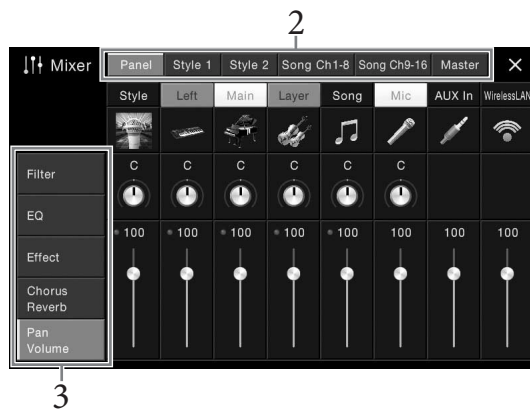 2
Mixer Panel Style 1 Style 2 Song Ch1-8 Song Ch9-16 Master
Style Left Main Layer Song Mic AUX In WirelessLAN
Filter
C C C C C C
EQ
100 100 100 100 100 100 100 100
Effect
Chorus
Reverb
Pan
Volume
3